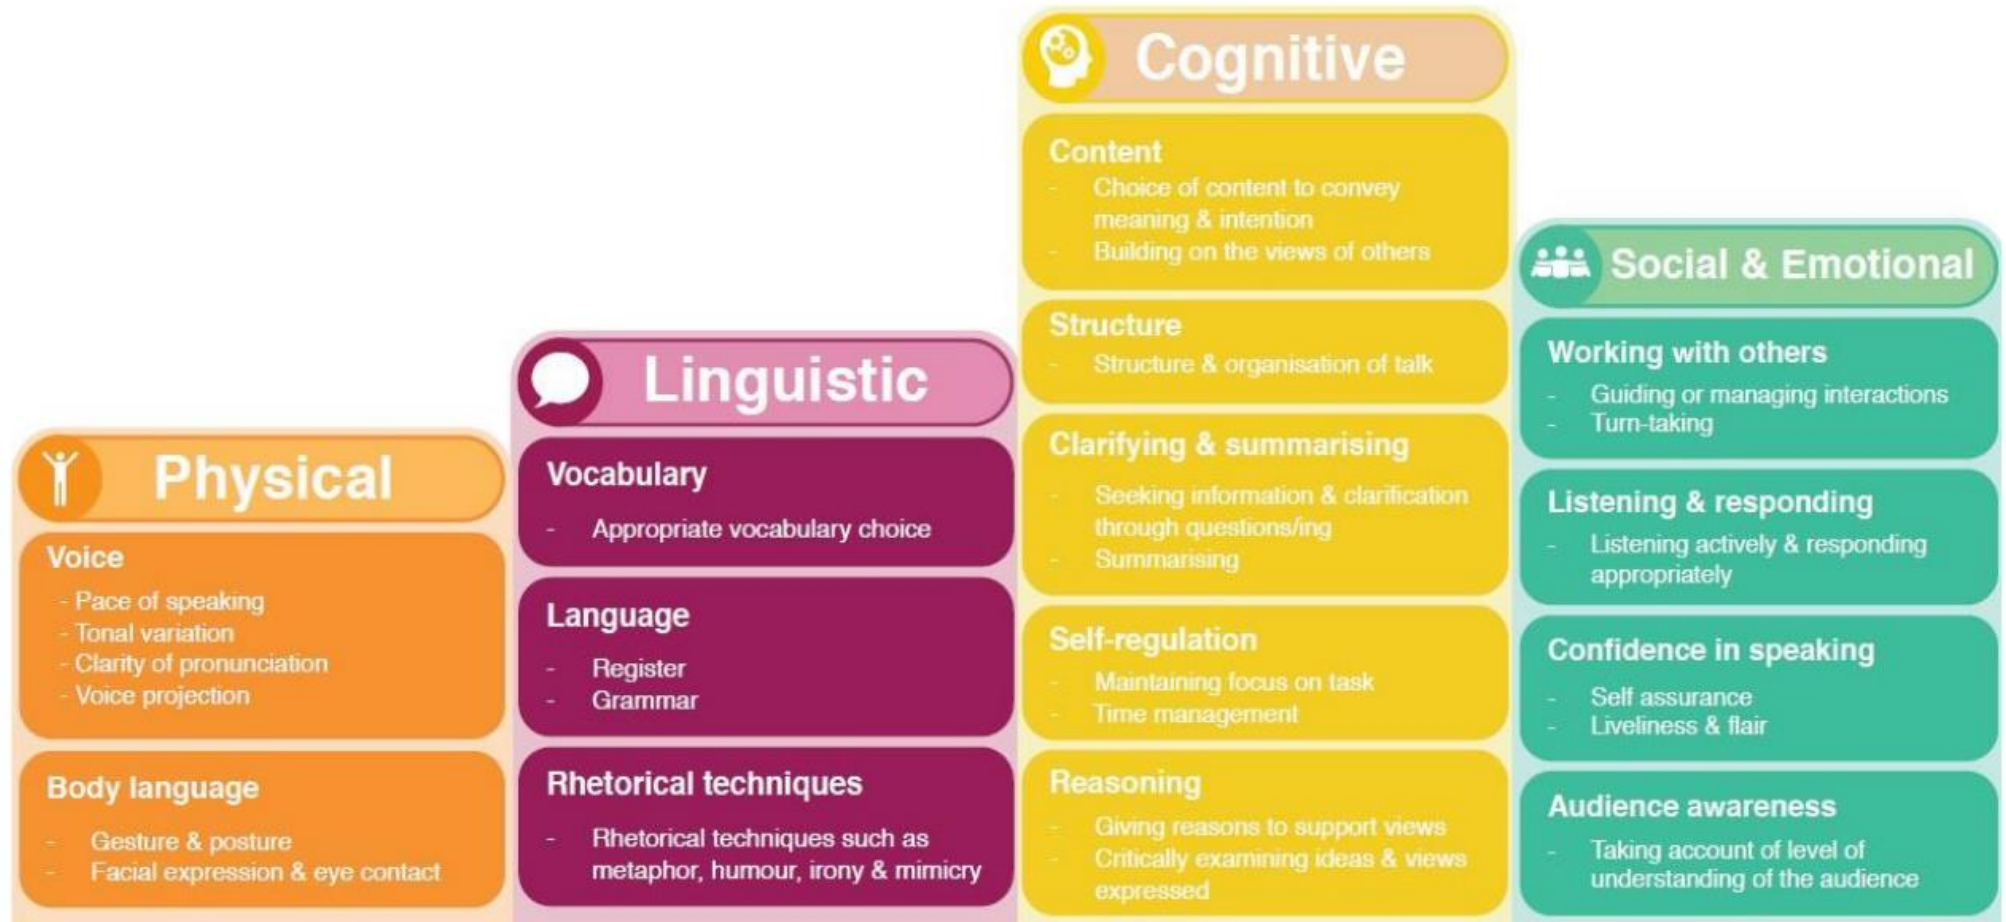 Physical
Voice
- Pace of speaking
- Tonal variation
- Clarity of pronunciation
- Voice projection
Body language
- Gesture & posture
- Facial expression & eye contact
Linguistic
Vocabulary
- Appropriate vocabulary choice
Language
- Register
- Grammar
Rhetorical techniques
- Rhetorical techniques such as
metaphor, humour, irony & mimicry
Cognitive
Content
- Choice of content to convey
meaning & intention
- Building on the views of others
Structure
- Structure & organisation of talk
Clarifying & summarising
- Seeking information & clarification
through questions/ing
- Summarising
Self-regulation
- Maintaining focus on task
- Time management
Reasoning
- Giving reasons to support views
- Critically examining ideas & views
expressed
Social & Emotional
Working with others
- Guiding or managing interactions
- Turn-taking
Listening & responding
- Listening actively & responding
appropriately
Confidence in speaking
- Self assurance
- Liveliness & flair
Audience awareness
- Taking account of level of
understanding of the audience